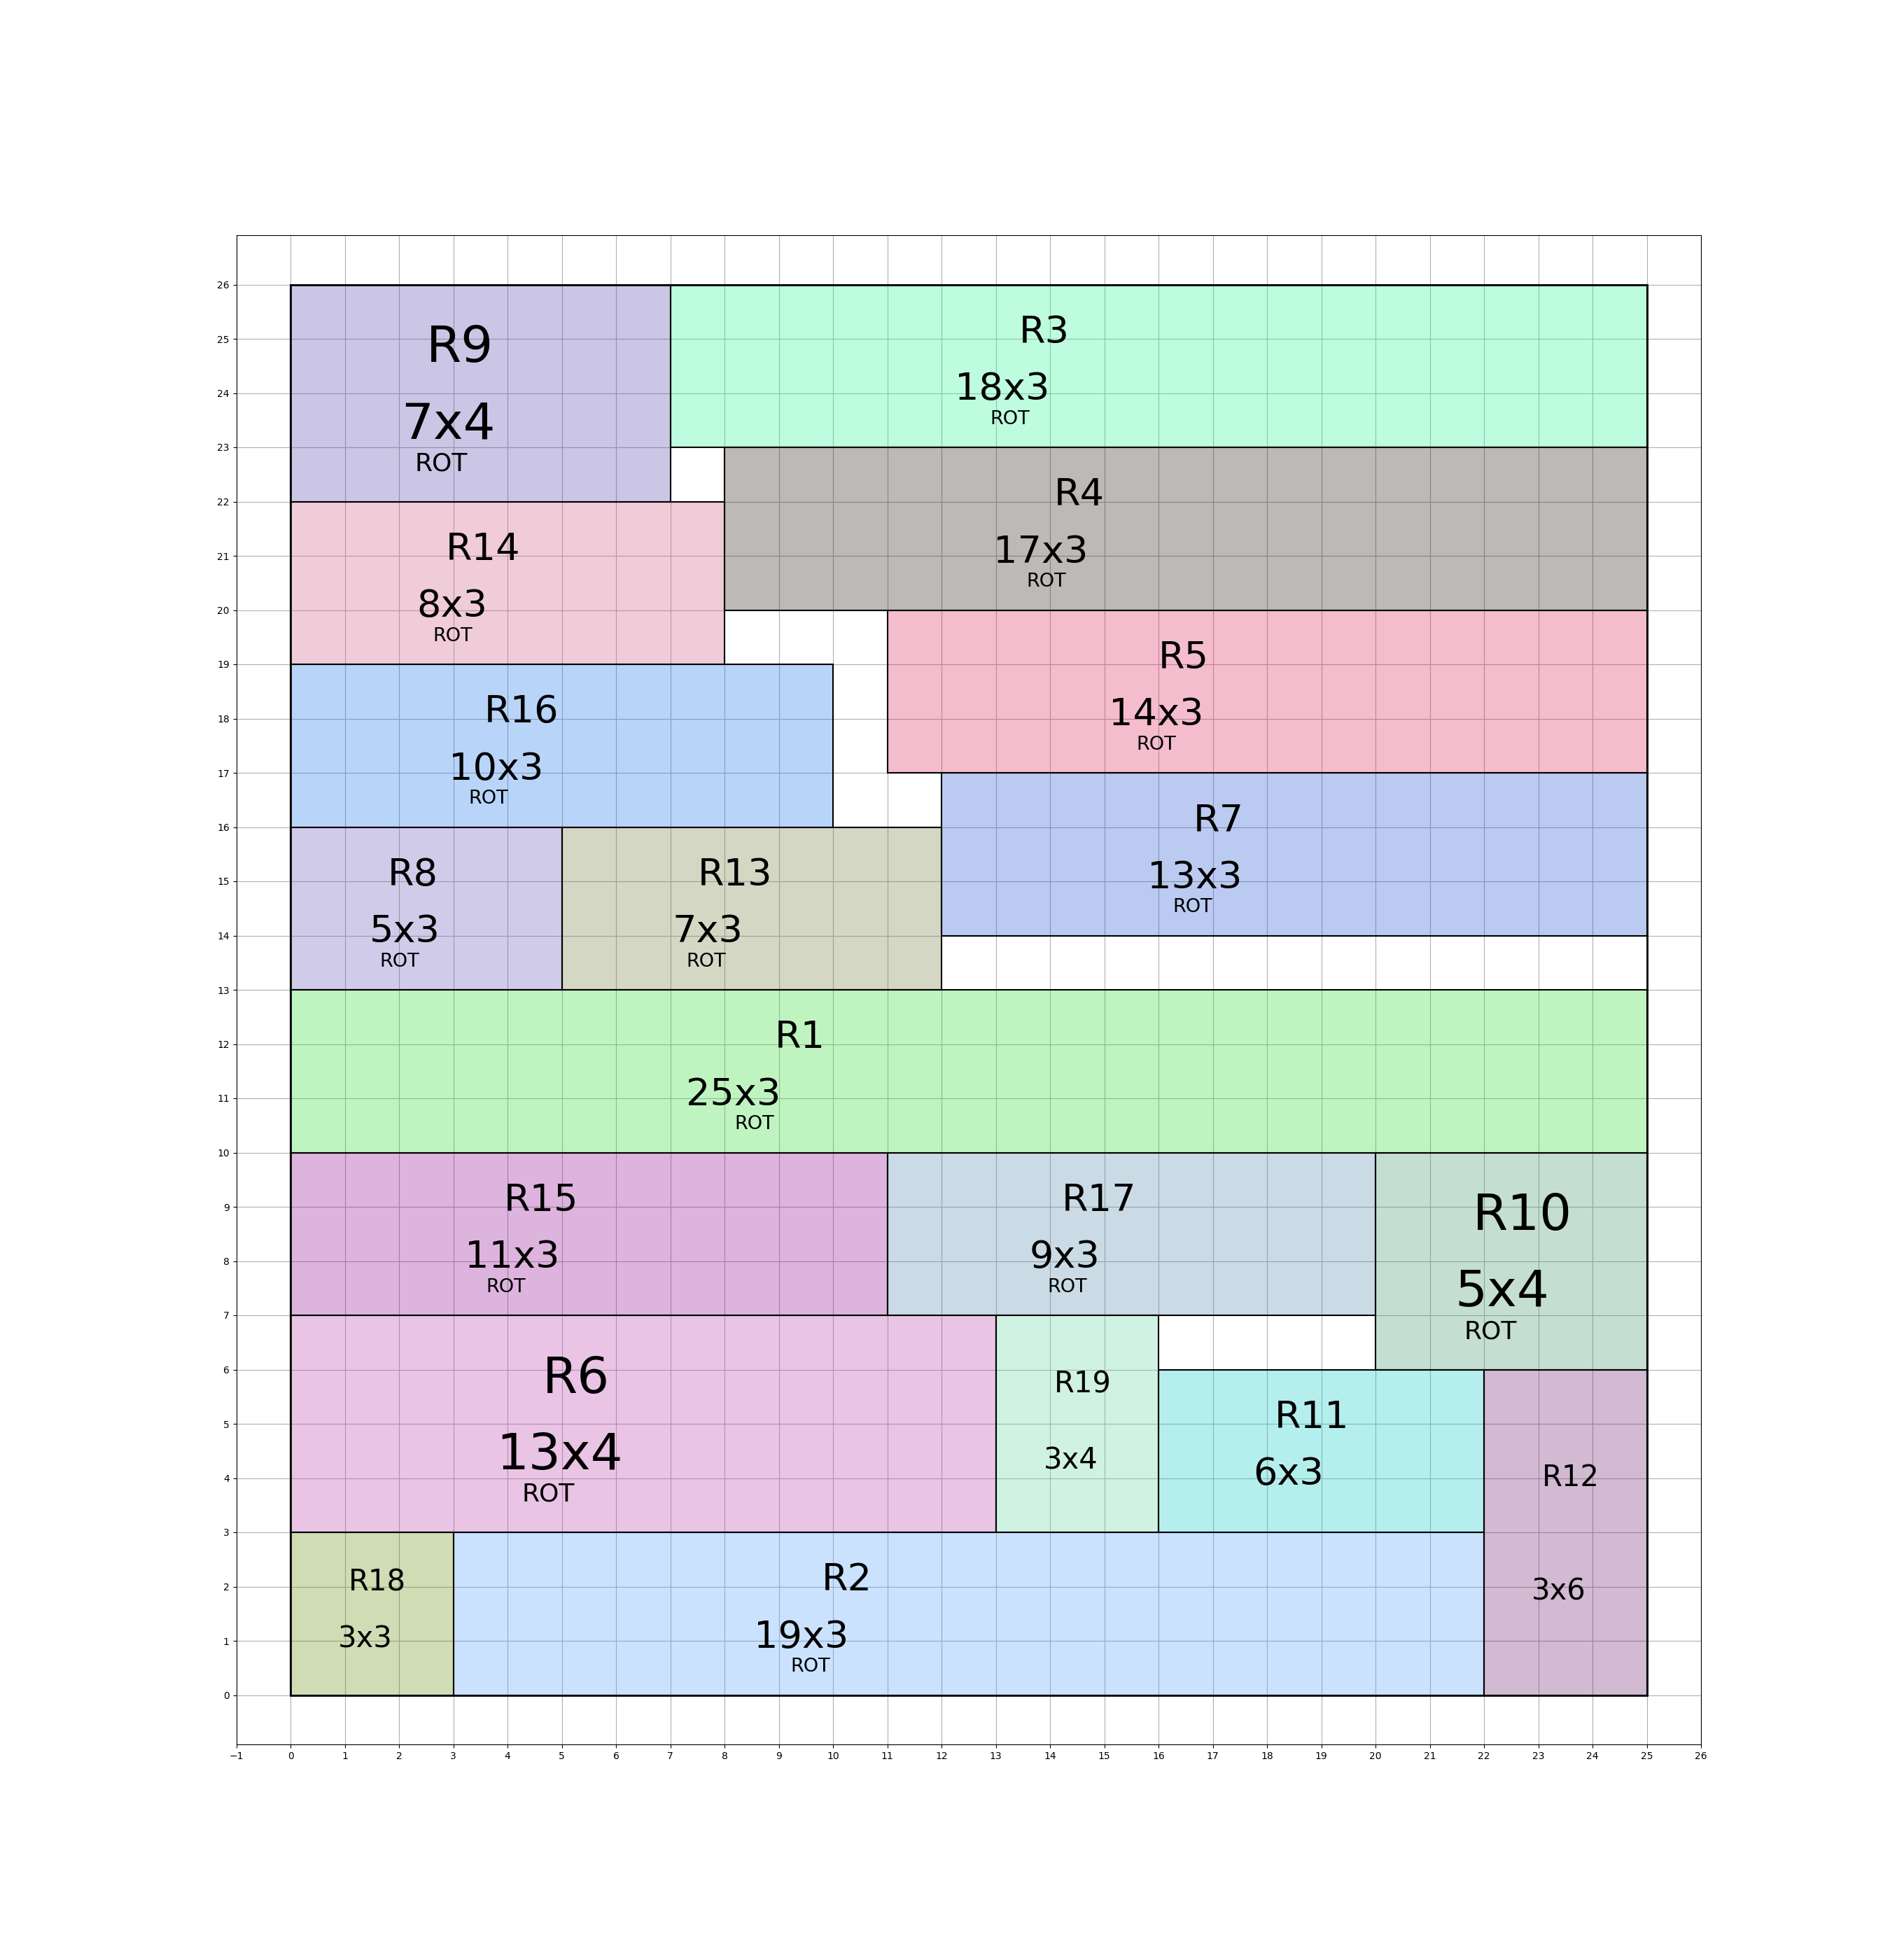 26
25
24
23
22
21
20
19
18
17
16
15
14
13
12
11
10
9
8
7
6
5
4
3
2
1
0
R9
7x4
ROT
R3
18x3
ROT
R4
17x3
ROT
R14
8x3
ROT
R5
14x3
ROT
R16
10x3
ROT
R7
13x3
ROT
R8
5x3
ROT
R13
7x3
ROT
R1
25x3
ROT
R15
11x3
ROT
R17
9x3
ROT
R10
5x4
ROT
R6
13x4
ROT
R19
3x4
R11
6x3
R12
3x6
R18
3x3
R2
19x3
ROT
−1 0 1 2 3 4 5 6 7 8 9 10 11 12 13 14 15 16 17 18 19 20 21 22 23 24 25 26